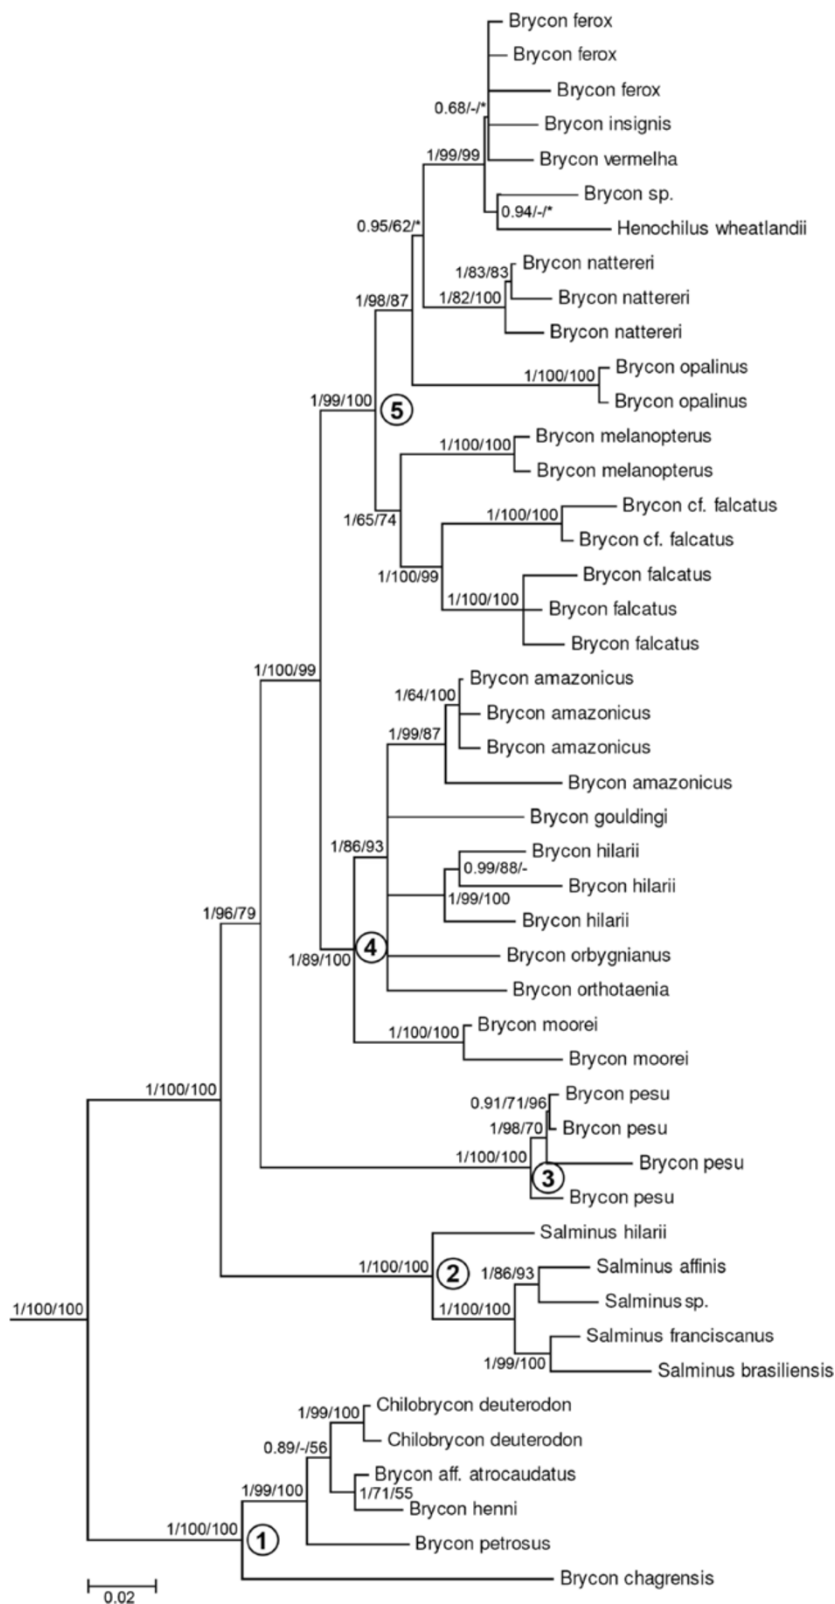 Brycon ferox
Brycon ferox
Brycon ferox
0.68/-/*
Brycon insignis
1/99/99
Brycon vermelha
Brycon sp.
0.94/-/*
0.95/62/*
Henochilus wheatlandii
Brycon nattereri
1/83/83
1/98/87
1/82/100
Brycon nattereri
Brycon nattereri
Brycon opalinus
1/100/100
1/99/100
5
Brycon opalinus
Brycon melanopterus
1/100/100
Brycon melanopterus
Brycon cf. falcatus
1/65/74
1/100/100
Brycon cf. falcatus
1/100/99
Brycon falcatus
1/100/100
Brycon falcatus
Brycon falcatus
1/100/99
Brycon amazonicus
1/64/100
Brycon amazonicus
1/99/87
Brycon amazonicus
Brycon amazonicus
Brycon gouldingi
1/86/93
Brycon hilarii
0.99/88/-
Brycon hilarii
1/99/100
1/96/79
Brycon hilarii
4
1/89/100
Brycon orbygnianus
Brycon orthotaenia
Brycon moorei
1/100/100
Brycon moorei
1/100/100
Brycon pesu
0.91/71/96
1/98/70
Brycon pesu
1/100/100
Brycon pesu
3
Brycon pesu
Salminus hilarii
1/100/100
2
1/86/93
Salminus affinis
1/100/100
1/100/100
Salminus sp.
Salminus franciscanus
1/99/100
Salminus brasiliensis
Chilobrycon deuterodon
1/99/100
Chilobrycon deuterodon
0.89/-/56
Brycon aff. atrocaudatus
1/99/100
1/71/55
Brycon henni
1/100/100
1
Brycon petrosus
Brycon chagrensis
0.02